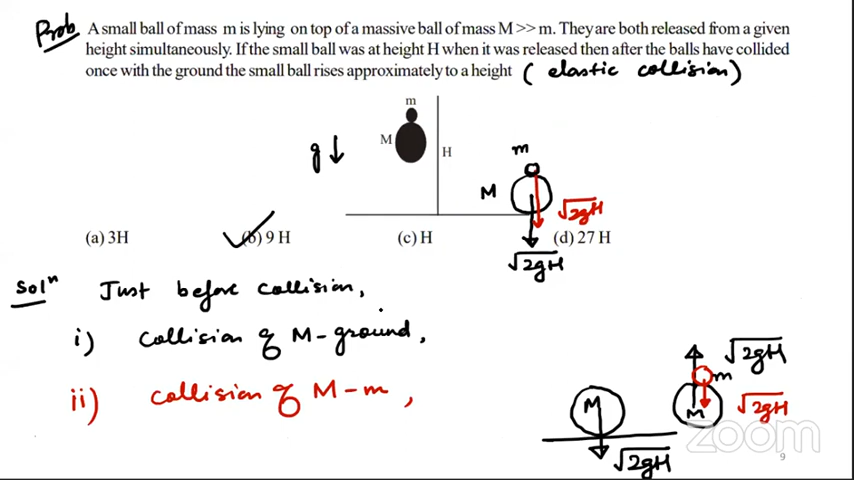 Prob A small ball of mass m is lying on top of a massive ball of mass M >> m. They are both released from a given
height simultaneously. If the small ball was at height H when it was released then after the balls have collided
once with the ground the small ball rises approximately to a height (elastic collision)
m
M
H
g ↓
m
M
√2gH
√2gH
(a) 3H (b) 9 H (c) H (d) 27 H
Solⁿ Just before collision,
i) collision of M-ground,
ii) collision of M-m,
M
√2gH
√2gH
m
M
√2gH
zoom
9